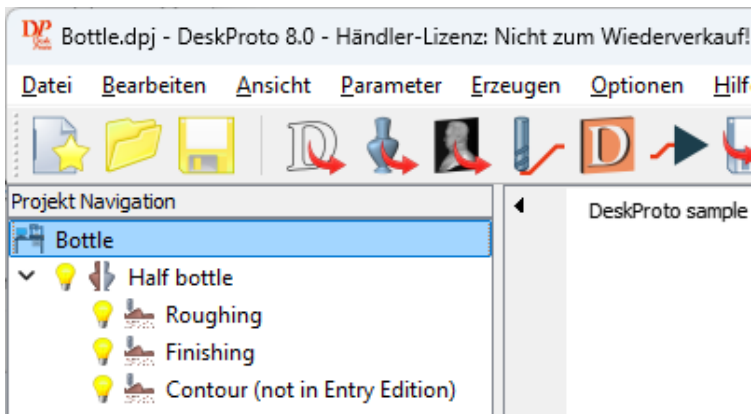 Bottle.dpj - DeskProto 8.0 - Händler-Lizenz: Nicht zum Wiederverkauf!
Datei Bearbeiten Ansicht Parameter Erzeugen Optionen Hilf
Projekt Navigation
DeskProto sample
Bottle
Half bottle
Roughing
Finishing
Contour (not in Entry Edition)